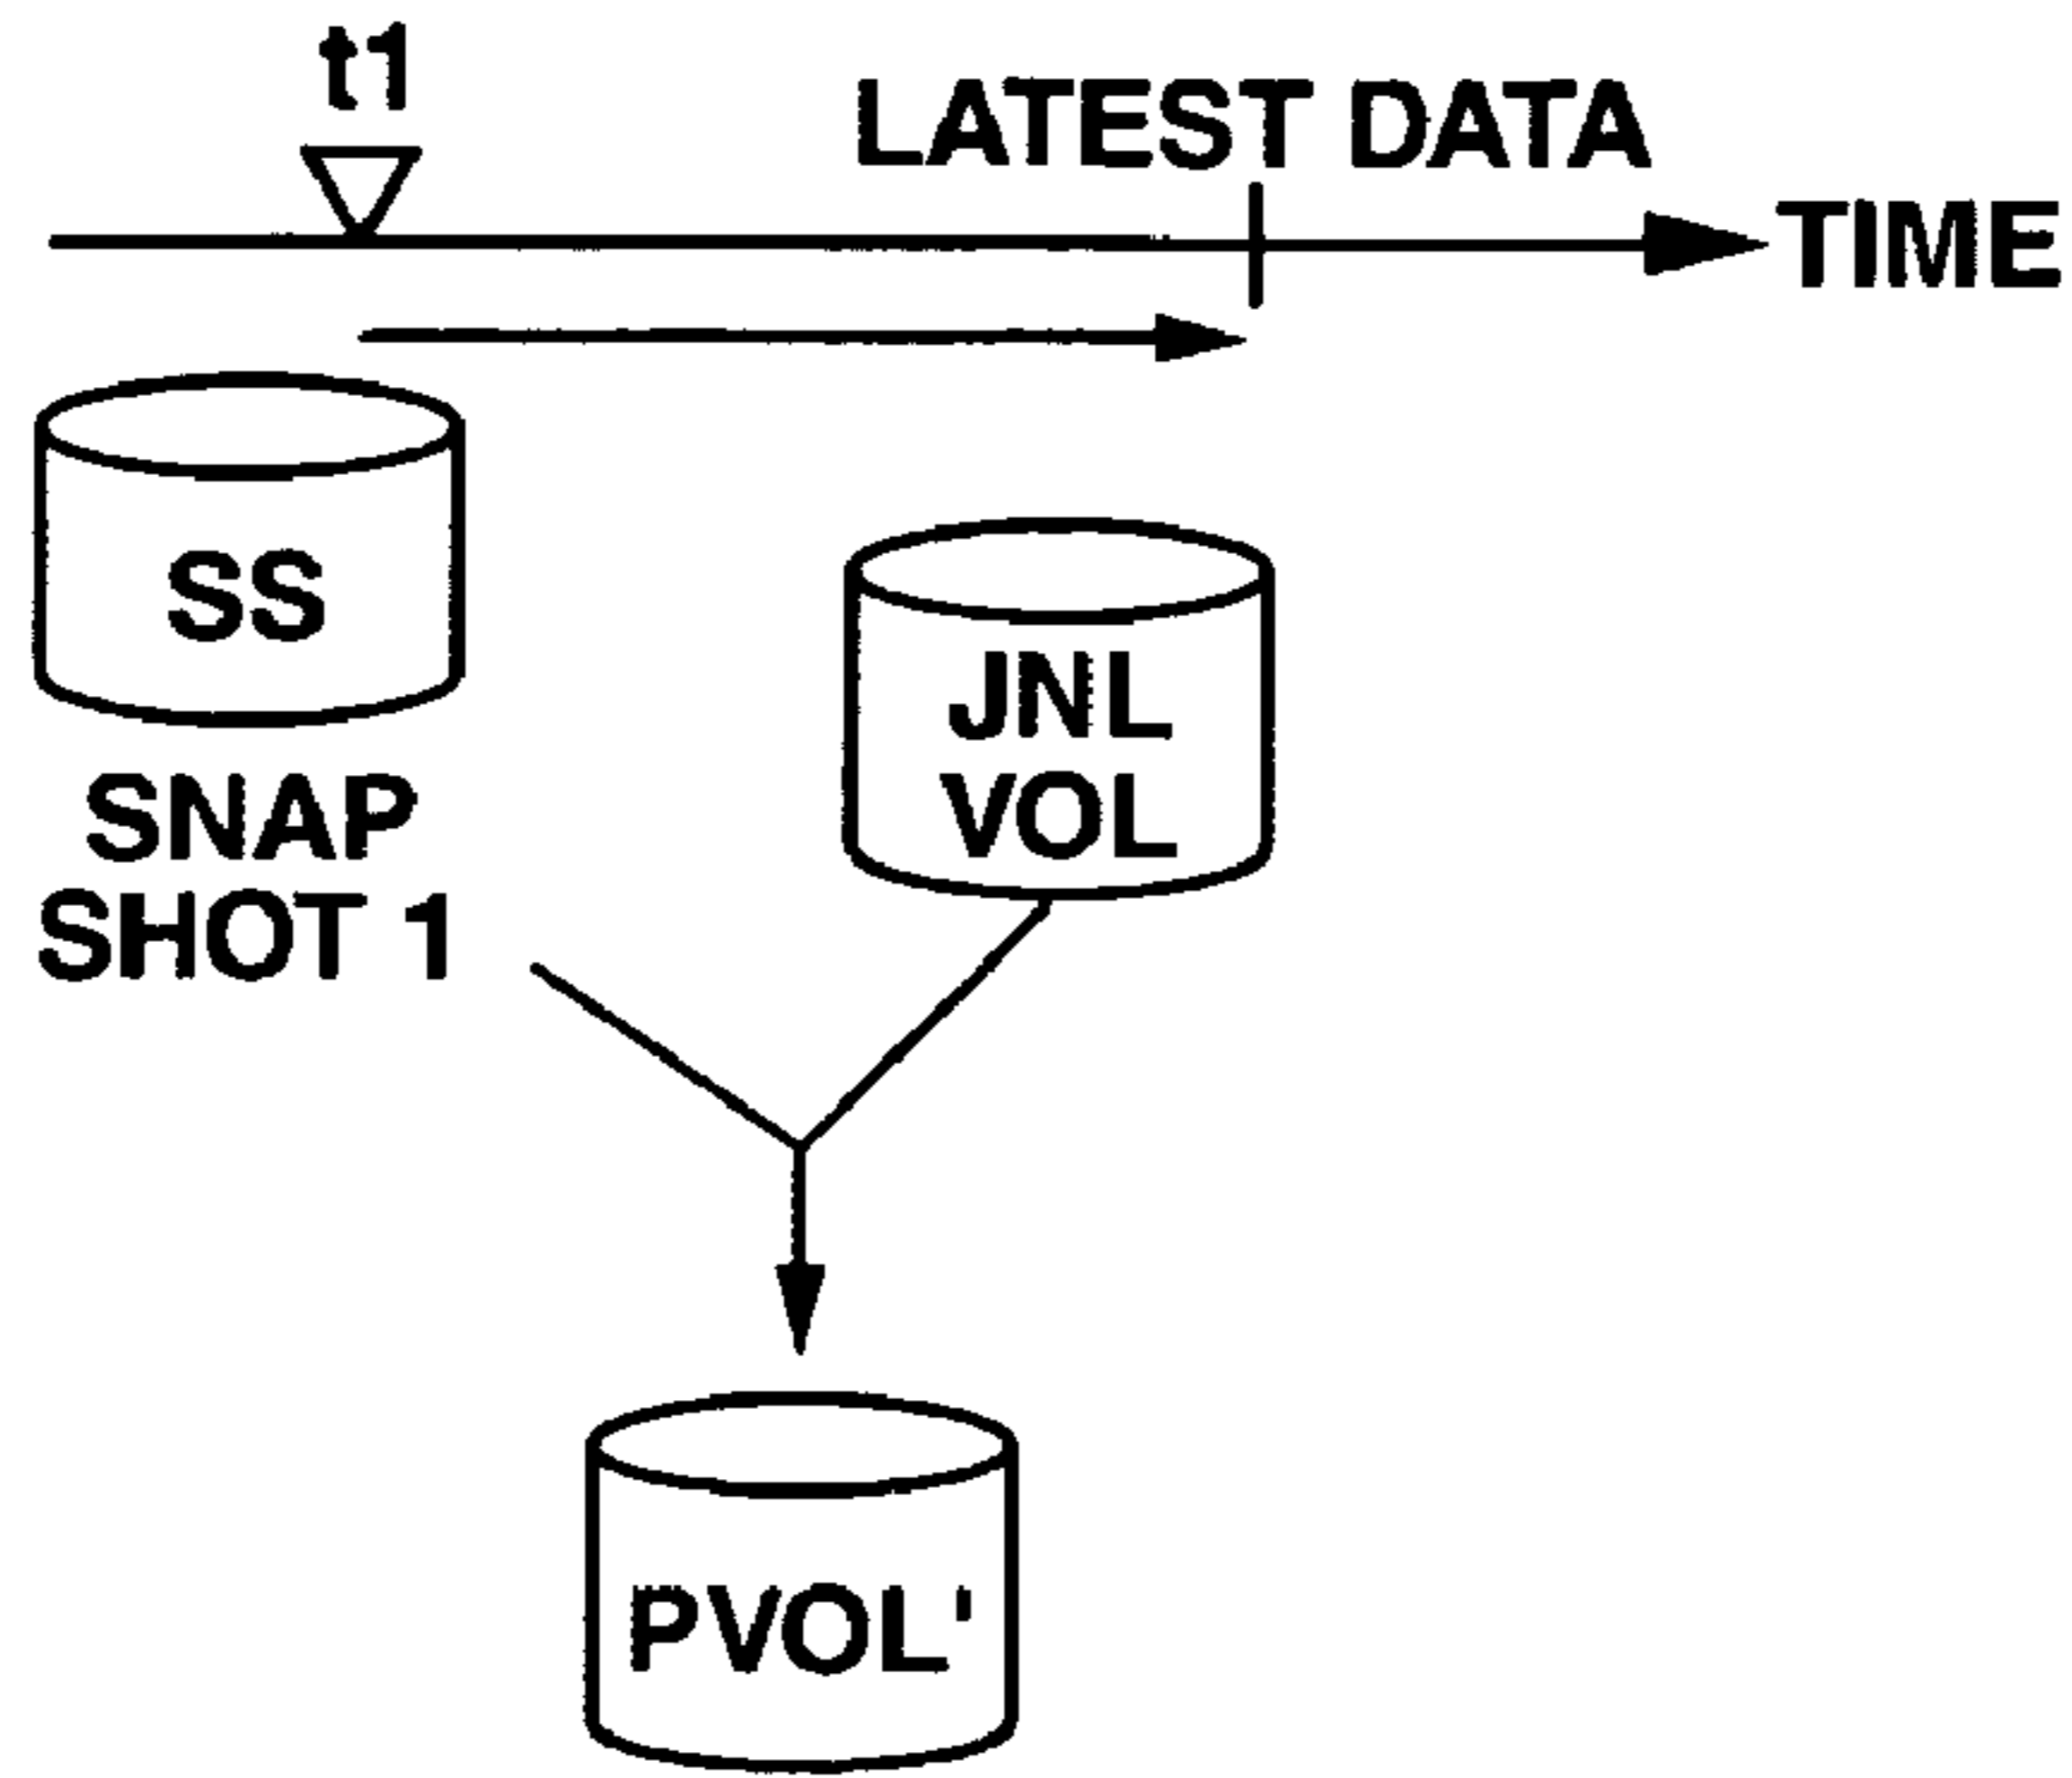 t1
LATEST DATA
TIME
SS
SNAP
SHOT 1
JNL
VOL
PVOL'